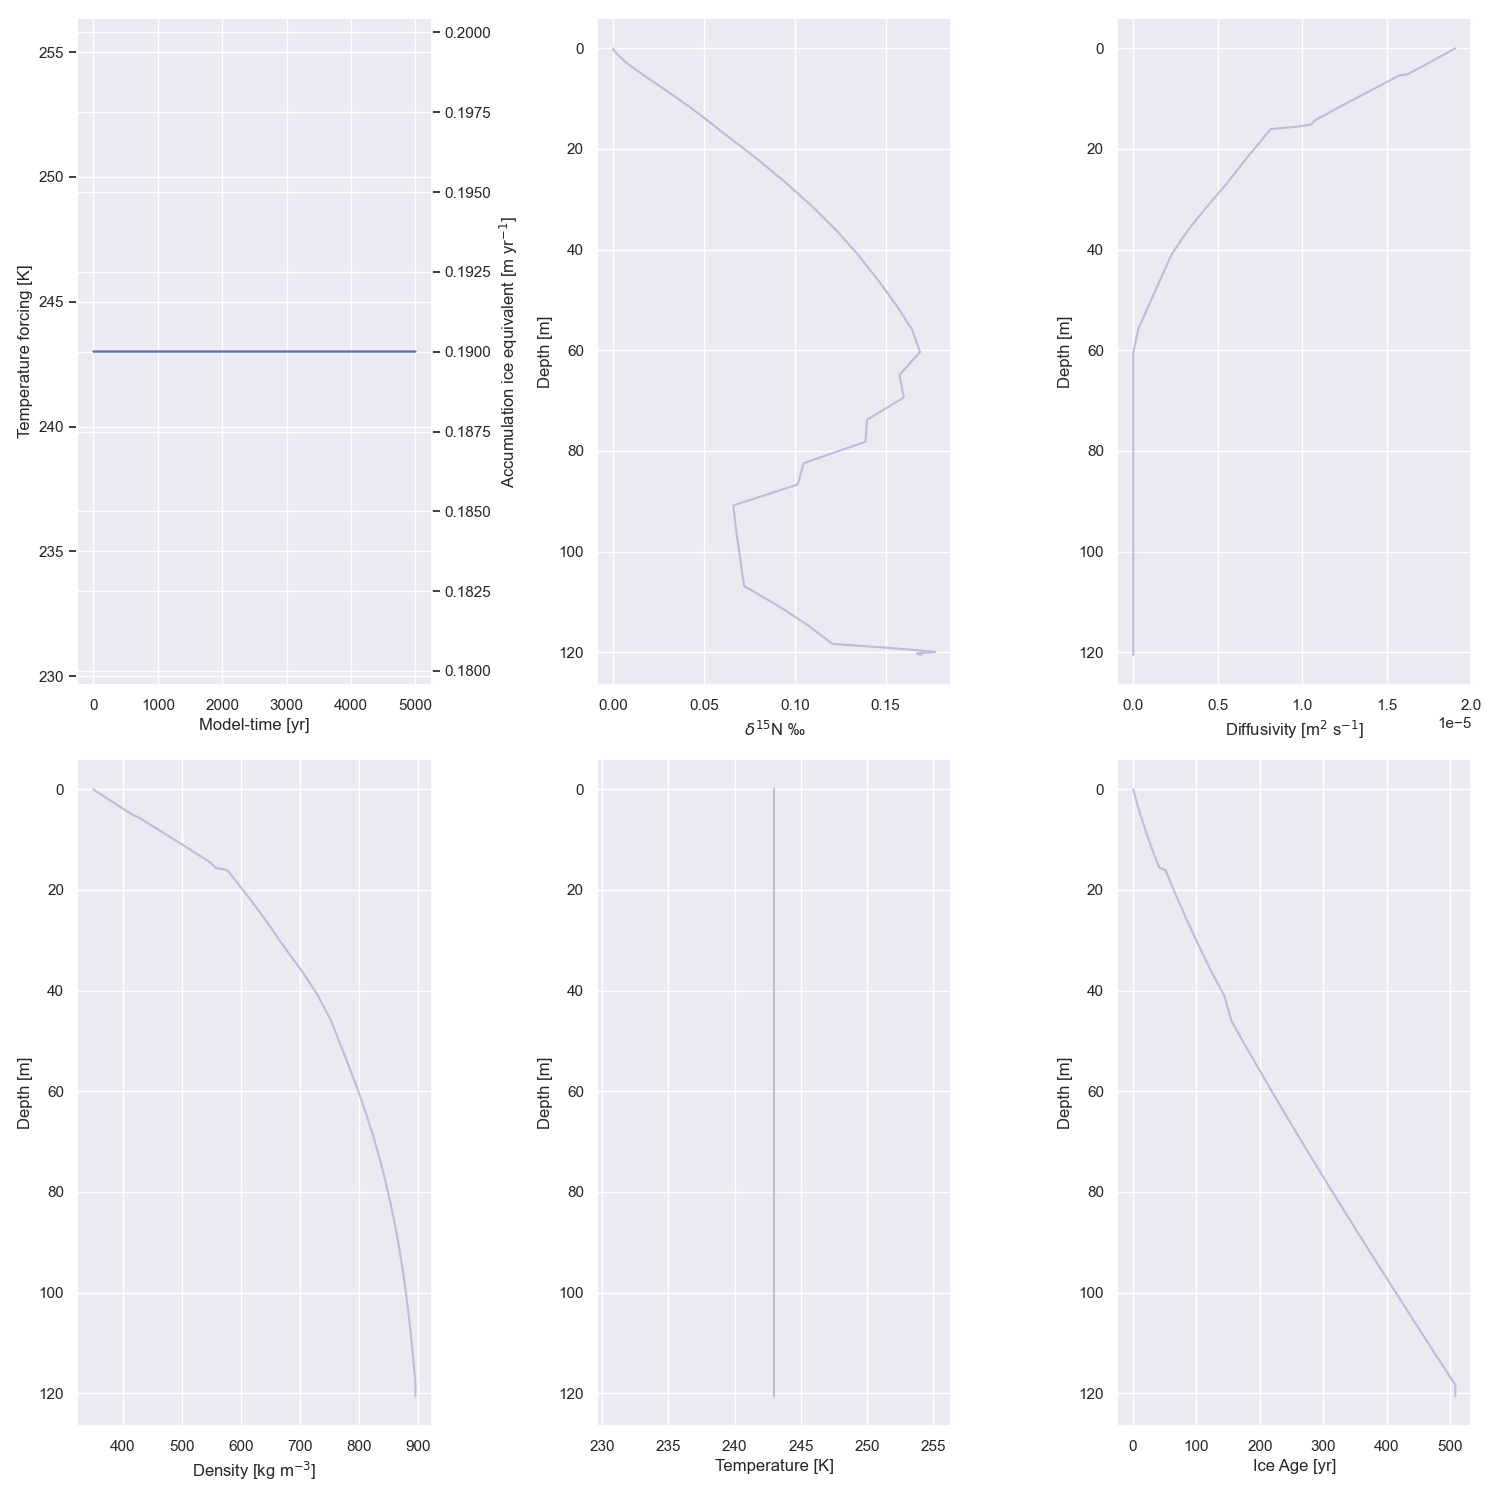 255
250
245
240
235
230
Temperature forcing [K]
0.2000
0.1975
0.1950
0.1925
0.1900
0.1875
0.1850
0.1825
0.1800
Accumulation ice equivalent [m yr⁻¹]
0 1000 2000 3000 4000 5000
Model-time [yr]
0
20
40
60
80
100
120
Depth [m]
0.00 0.05 0.10 0.15
δ¹⁵N ‰
0
20
40
60
80
100
120
Depth [m]
0.0 0.5 1.0 1.5 2.0
1e−5
Diffusivity [m² s⁻¹]
0
20
40
60
80
100
120
Depth [m]
400 500 600 700 800 900
Density [kg m⁻³]
0
20
40
60
80
100
120
Depth [m]
230 235 240 245 250 255
Temperature [K]
0
20
40
60
80
100
120
Depth [m]
0 100 200 300 400 500
Ice Age [yr]